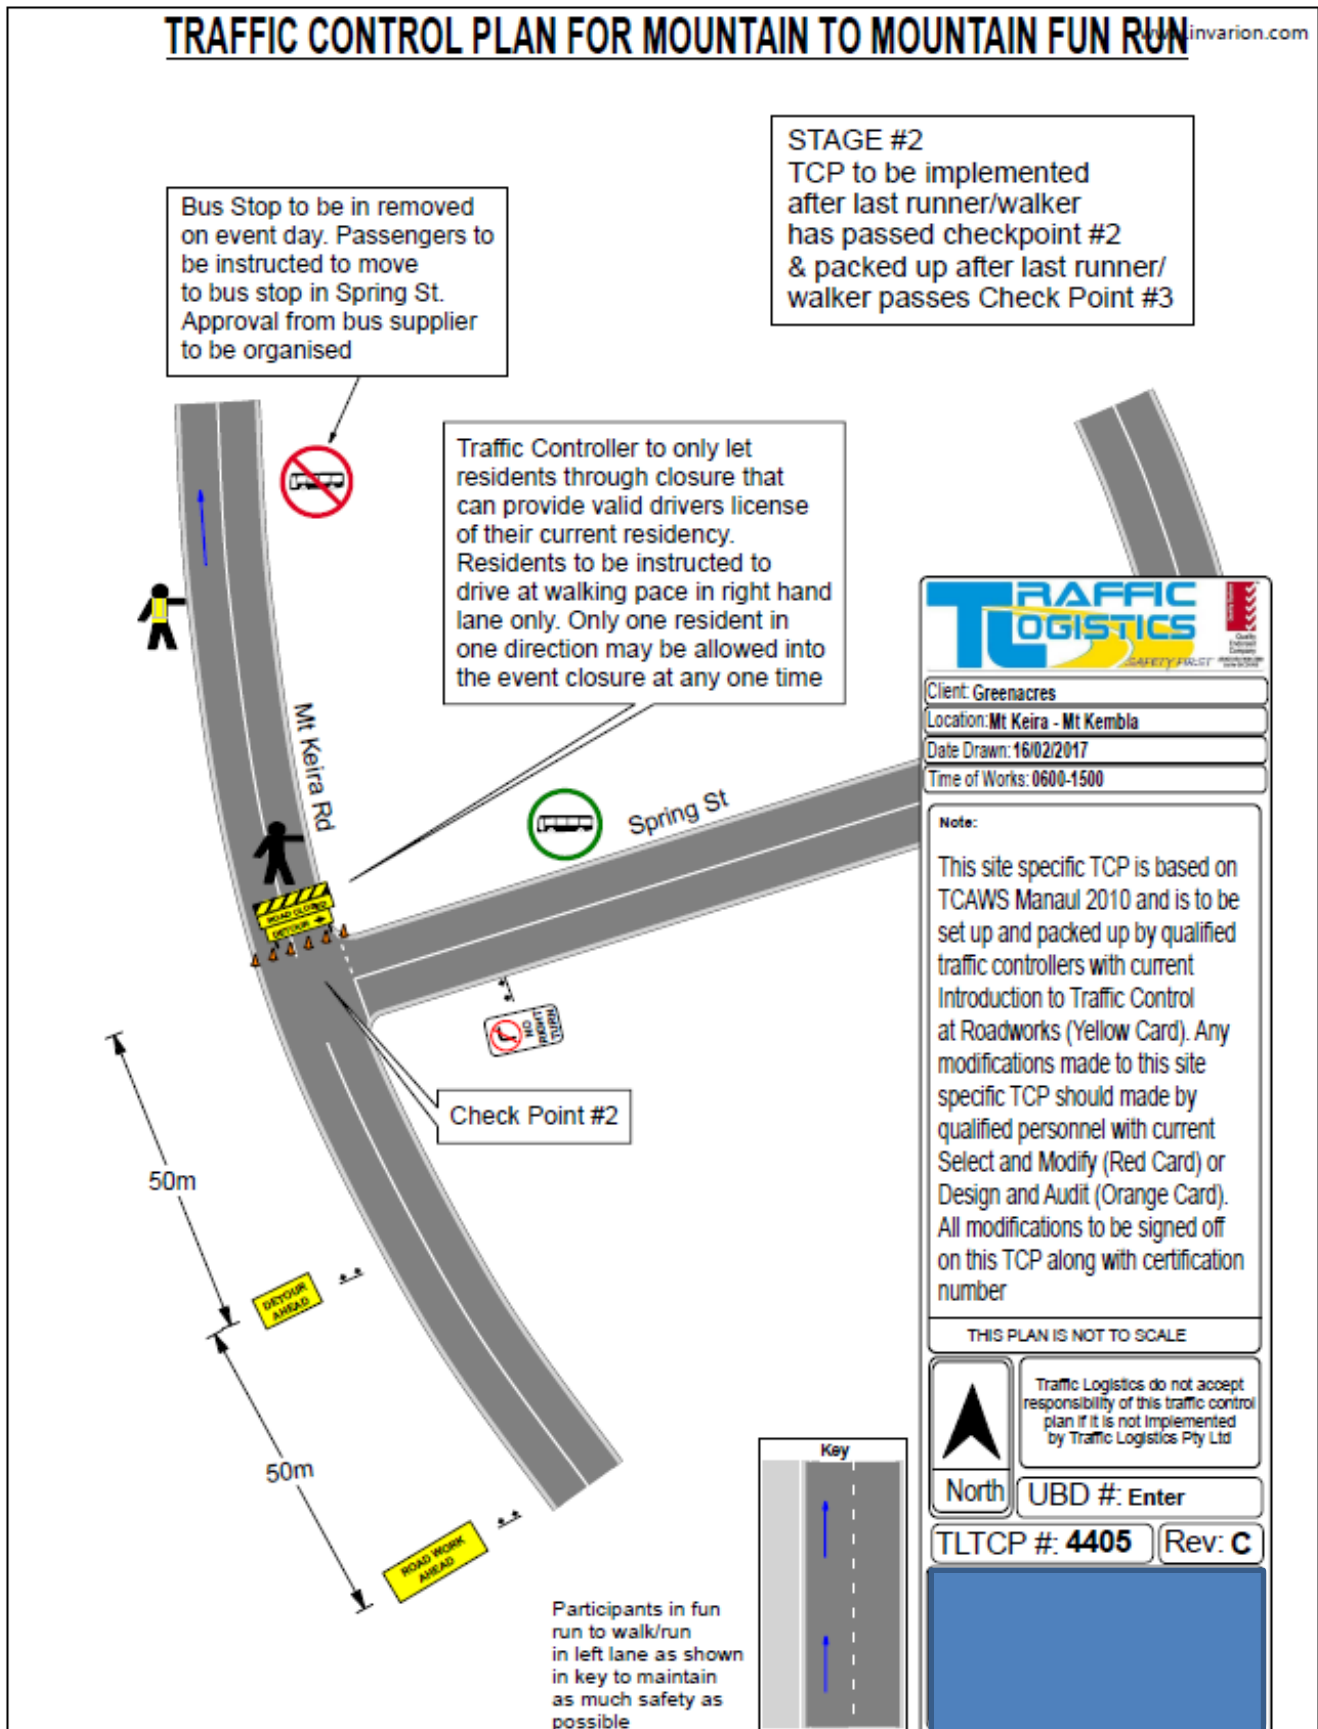 TRAFFIC CONTROL PLAN FOR MOUNTAIN TO MOUNTAIN FUN RUN
invarion.com
STAGE #2
TCP to be implemented
after last runner/walker
has passed checkpoint #2
& packed up after last runner/
walker passes Check Point #3
Bus Stop to be in removed
on event day. Passengers to
be instructed to move
to bus stop in Spring St.
Approval from bus supplier
to be organised
Traffic Controller to only let
residents through closure that
can provide valid drivers license
of their current residency.
Residents to be instructed to
drive at walking pace in right hand
lane only. Only one resident in
one direction may be allowed into
the event closure at any one time
Mt Keira Rd
Spring St
ROAD CLOSED
DETOUR
NO
RIGHT
TURN
Check Point #2
50m
DETOUR
AHEAD
50m
ROAD WORK
AHEAD
Participants in fun
run to walk/run
in left lane as shown
in key to maintain
as much safety as
possible
Key
TRAFFIC
LOGISTICS
SAFETY FIRST
Quality
Endorsed
Company
Client: Greenacres
Location: Mt Keira - Mt Kembla
Date Drawn: 16/02/2017
Time of Works: 0600-1500
Note:
This site specific TCP is based on
TCAWS Manaul 2010 and is to be
set up and packed up by qualified
traffic controllers with current
Introduction to Traffic Control
at Roadworks (Yellow Card). Any
modifications made to this site
specific TCP should made by
qualified personnel with current
Select and Modify (Red Card) or
Design and Audit (Orange Card).
All modifications to be signed off
on this TCP along with certification
number
THIS PLAN IS NOT TO SCALE
North
Traffic Logistics do not accept
responsibility of this traffic control
plan if it is not implemented
by Traffic Logistics Pty Ltd
UBD #: Enter
TLTCP #: 4405
Rev: C